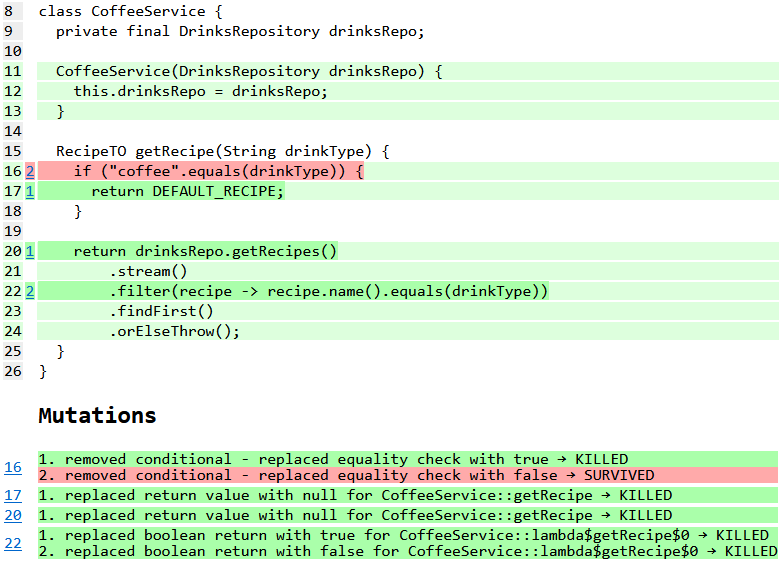 8 class CoffeeService {
9 private final DrinksRepository drinksRepo;
10
11 CoffeeService(DrinksRepository drinksRepo) {
12 this.drinksRepo = drinksRepo;
13 }
14
15 RecipeTO getRecipe(String drinkType) {
16 2 if ("coffee".equals(drinkType)) {
17 1 return DEFAULT_RECIPE;
18 }
19
20 1 return drinksRepo.getRecipes()
21 .stream()
22 2 .filter(recipe -> recipe.name().equals(drinkType))
23 .findFirst()
24 .orElseThrow();
25 }
26 }
Mutations
16 1. removed conditional - replaced equality check with true → KILLED
2. removed conditional - replaced equality check with false → SURVIVED
17 1. replaced return value with null for CoffeeService::getRecipe → KILLED
20 1. replaced return value with null for CoffeeService::getRecipe → KILLED
22 1. replaced boolean return with true for CoffeeService::lambda$getRecipe$0 → KILLED
2. replaced boolean return with false for CoffeeService::lambda$getRecipe$0 → KILLED